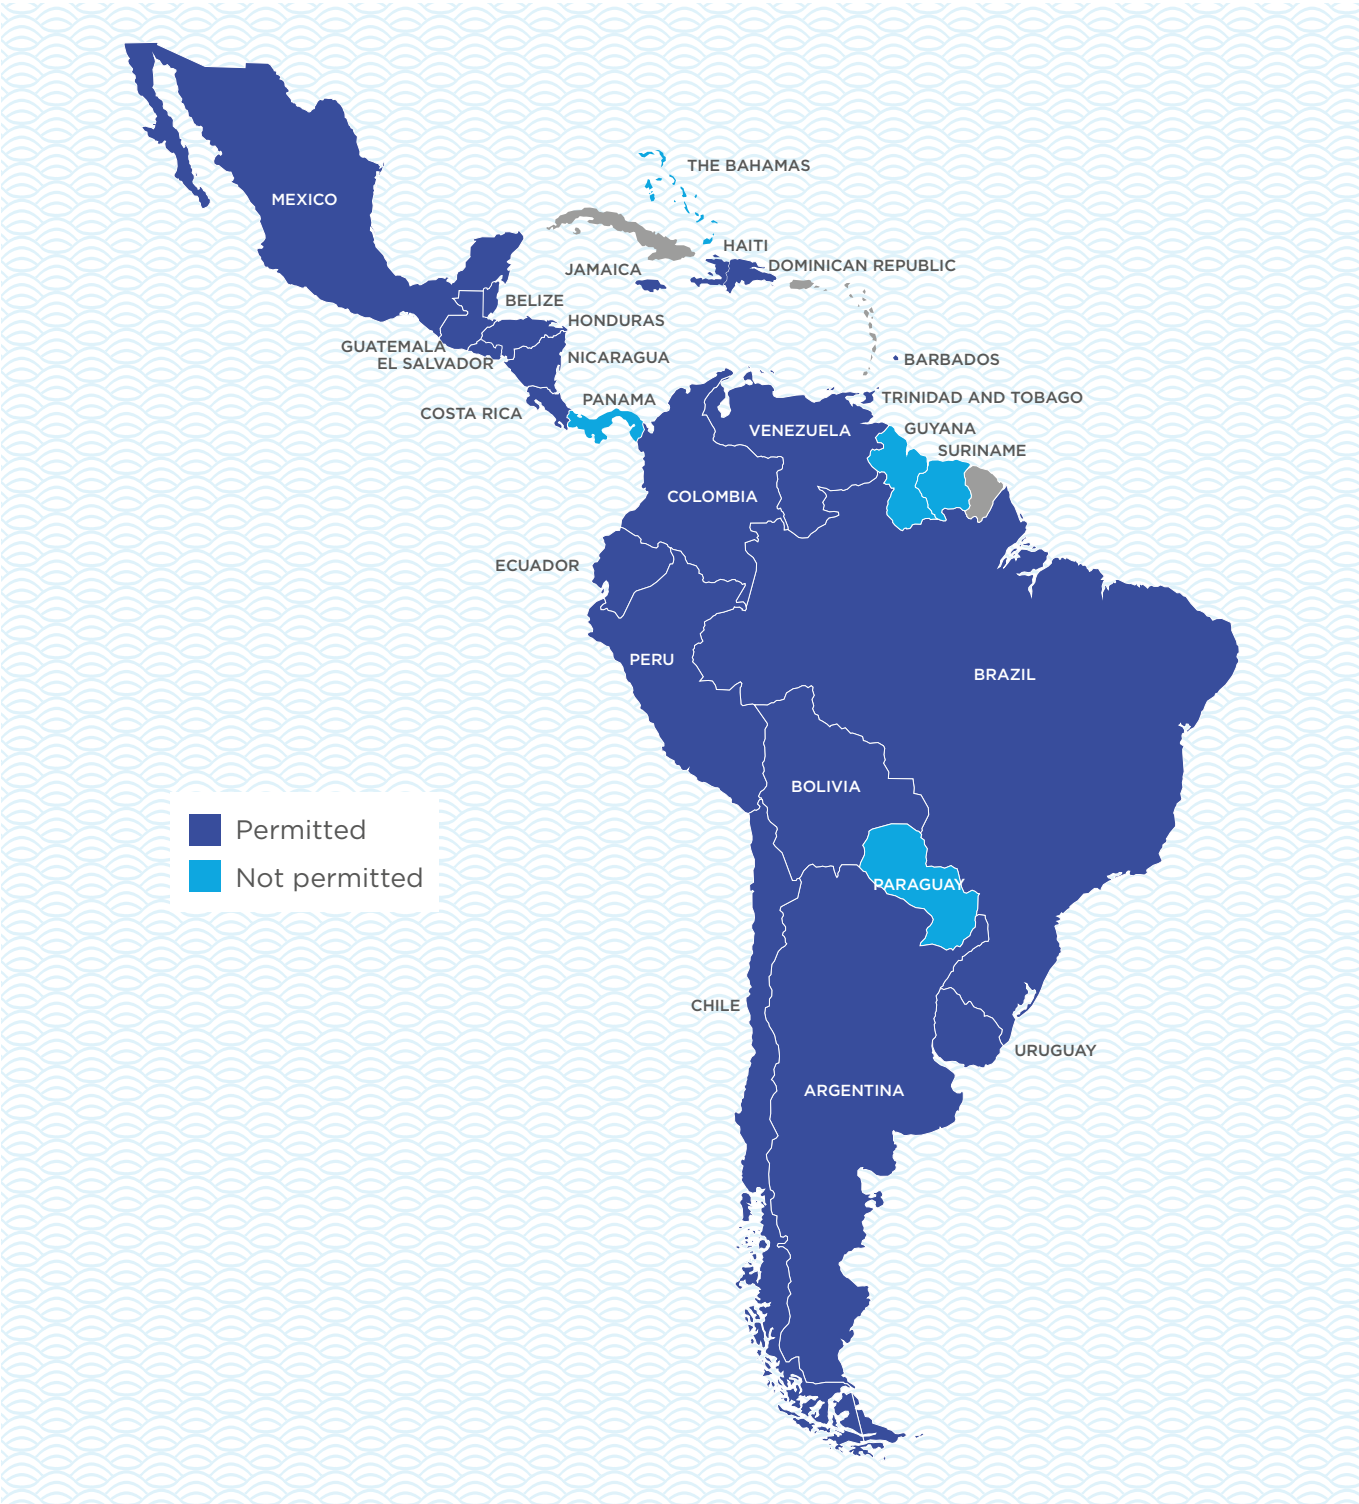 THE BAHAMAS
MEXICO
HAITI
DOMINICAN REPUBLIC
JAMAICA
BELIZE
HONDURAS
GUATEMALA
NICARAGUA
EL SALVADOR
BARBADOS
PANAMA
TRINIDAD AND TOBAGO
COSTA RICA
GUYANA
VENEZUELA
SURINAME
COLOMBIA
ECUADOR
PERU
BRAZIL
BOLIVIA
Permitted
Not permitted
PARAGUAY
CHILE
URUGUAY
ARGENTINA